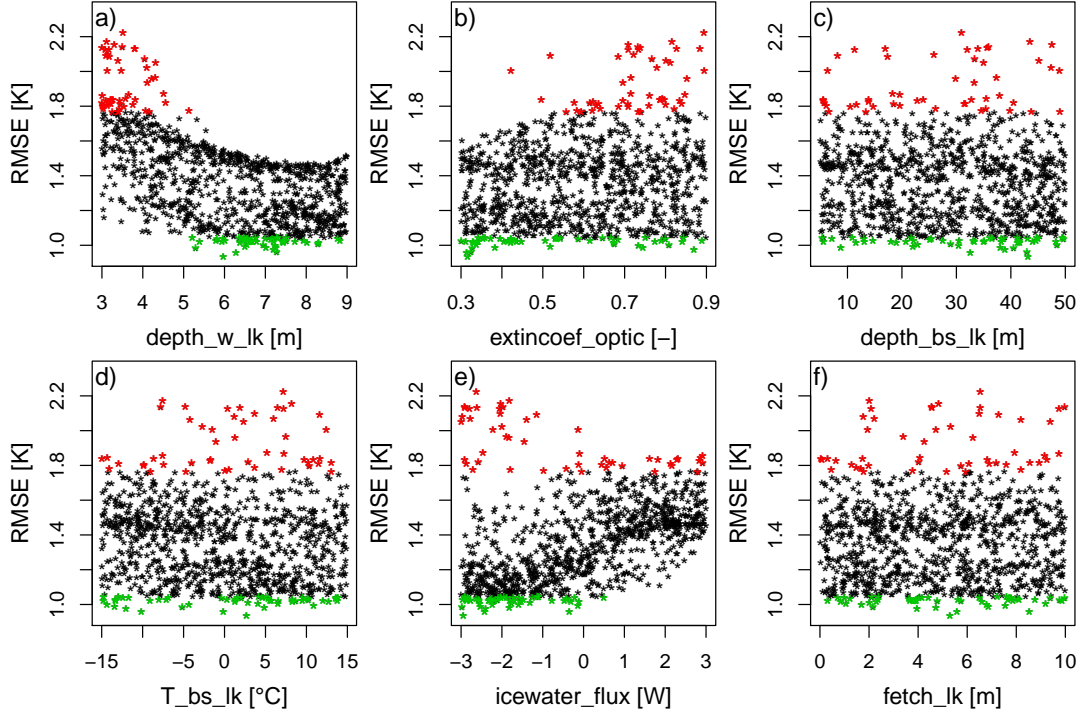 a)
RMSE [K]
1.0 1.4 1.8 2.2
3 4 5 6 7 8 9
depth_w_lk [m]
b)
RMSE [K]
1.0 1.4 1.8 2.2
0.3 0.5 0.7 0.9
extincoef_optic [−]
c)
RMSE [K]
1.0 1.4 1.8 2.2
10 20 30 40 50
depth_bs_lk [m]
d)
RMSE [K]
1.0 1.4 1.8 2.2
−15 −5 0 5 10 15
T_bs_lk [°C]
e)
RMSE [K]
1.0 1.4 1.8 2.2
−3 −2 −1 0 1 2 3
icewater_flux [W]
f)
RMSE [K]
1.0 1.4 1.8 2.2
0 2 4 6 8 10
fetch_lk [m]